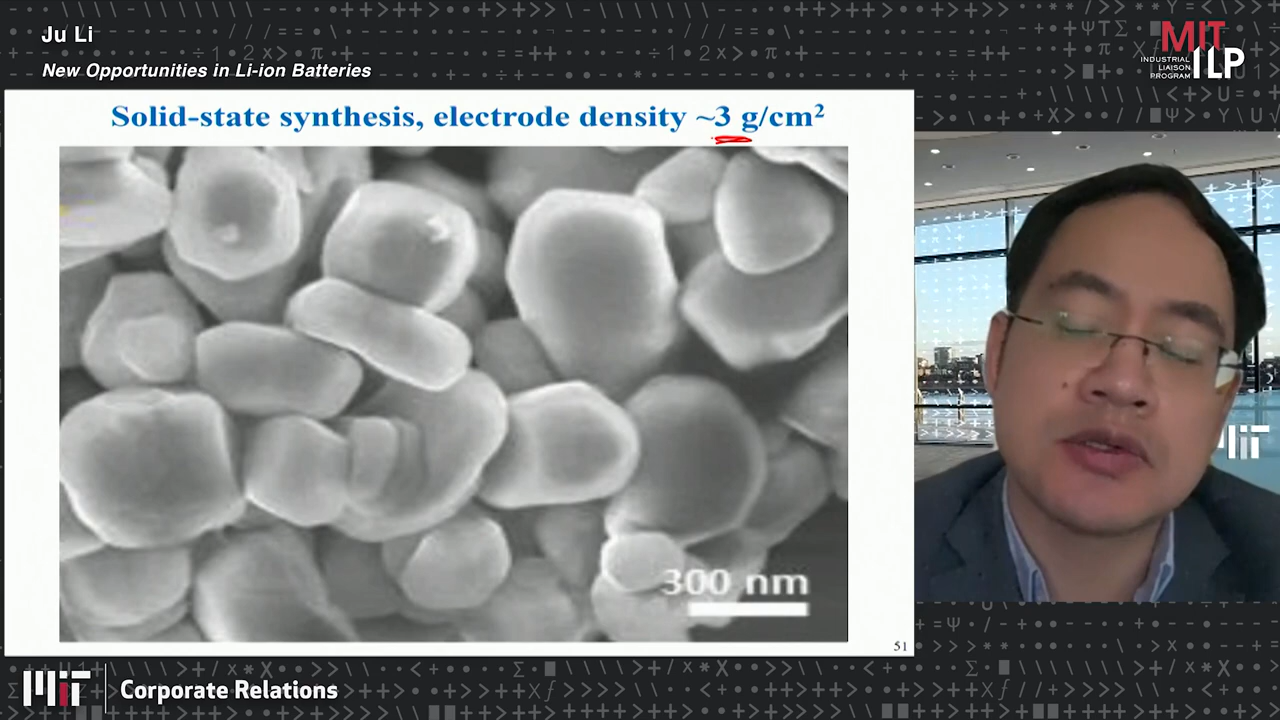 Ju Li
New Opportunities in Li-ion Batteries
MIT
INDUSTRIAL
LIAISON
PROGRAM
ILP
Solid-state synthesis, electrode density ~3 g/cm²
300 nm
51
MIT
MIT
Corporate Relations